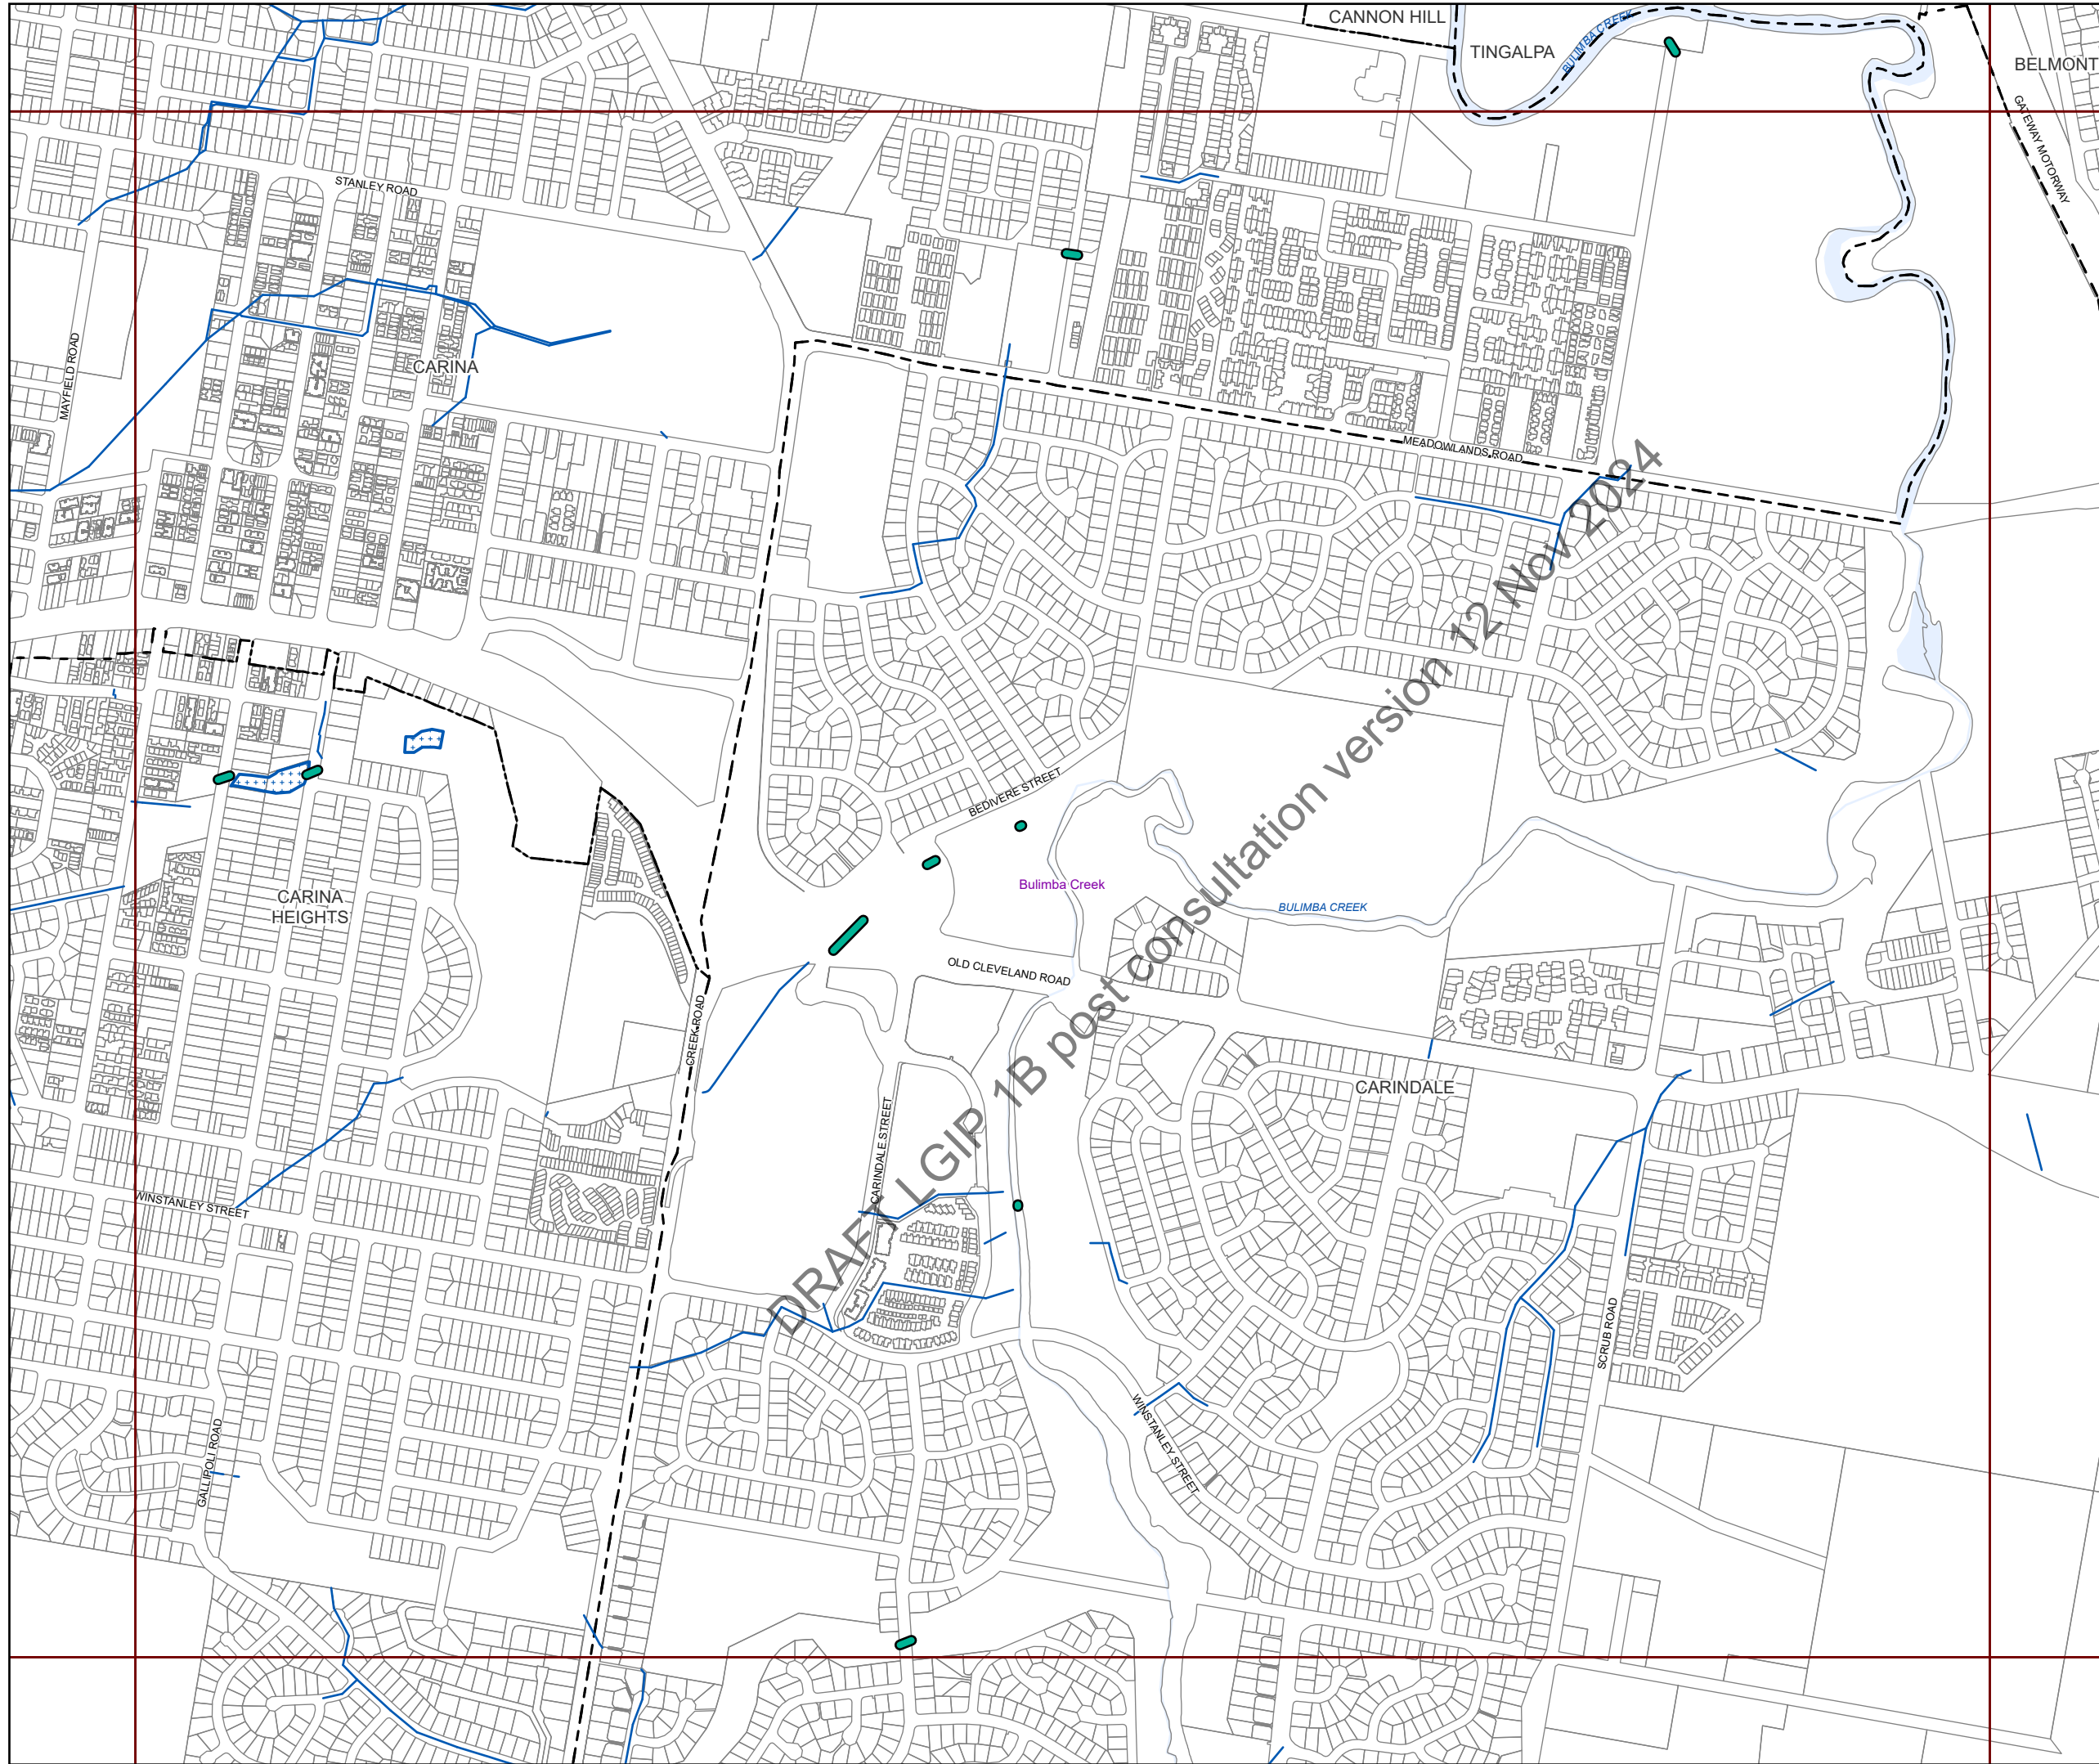 CANNON HILL
TINGALPA
BULIMBA CREEK
BELMONT
GATEWAY MOTORWAY
STANLEY ROAD
MAYFIELD ROAD
CARINA
MEADOWLANDS ROAD
DRAFT LGIP 1B post consultation version 12 Nov 2024
BEDIVERE STREET
Bulimba Creek
BULIMBA CREEK
CARINA
HEIGHTS
OLD CLEVELAND ROAD
CREEK ROAD
CARINDALE
CARINDALE STREET
WINSTANLEY STREET
SCRUB ROAD
WINSTANLEY STREET
GALLIPOLI ROAD